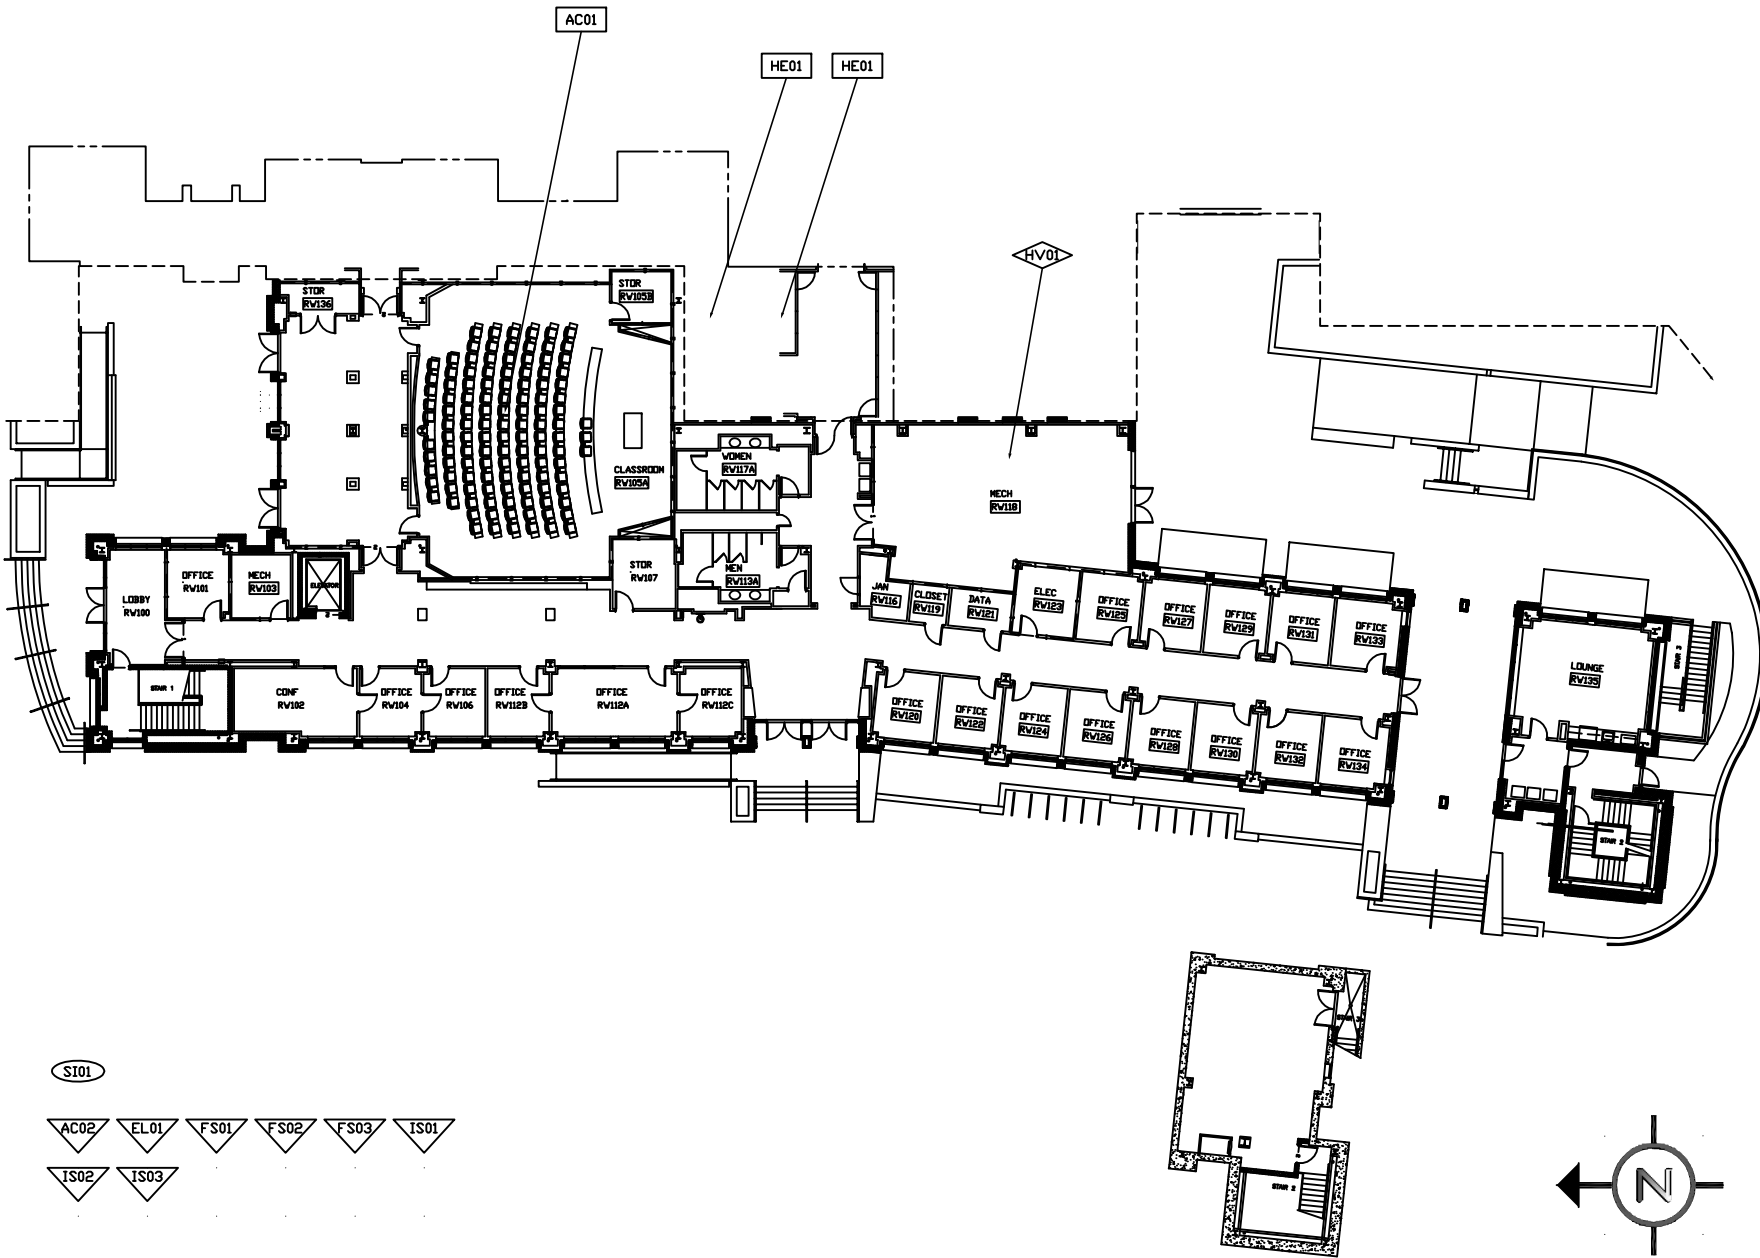 AC01
HE01 HE01
HV01
STOR
RW136
STOR
RW105B
CLASSROOM
RW105A
WOMEN
RW117A
MECH
RW118
OFFICE
RW101
MECH
RW103
ELEVATOR
LOBBY
RW100
STOR
RW107
MEN
RW113A
JAN
RW116
CLOSET
RW119
DATA
RW121
ELEC
RW123
OFFICE
RW125
OFFICE
RW127
OFFICE
RW129
OFFICE
RW131
OFFICE
RW133
LOUNGE
RW135
STAIR 3
STAIR 1
CONF
RW102
OFFICE
RW104
OFFICE
RW106
OFFICE
RW112B
OFFICE
RW112A
OFFICE
RW112C
OFFICE
RW120
OFFICE
RW122
OFFICE
RW124
OFFICE
RW126
OFFICE
RW128
OFFICE
RW130
OFFICE
RW132
OFFICE
RW134
STAIR 2
STAIR 3
STAIR 2
SI01
AC02 EL01 FS01 FS02 FS03 IS01
IS02 IS03
N